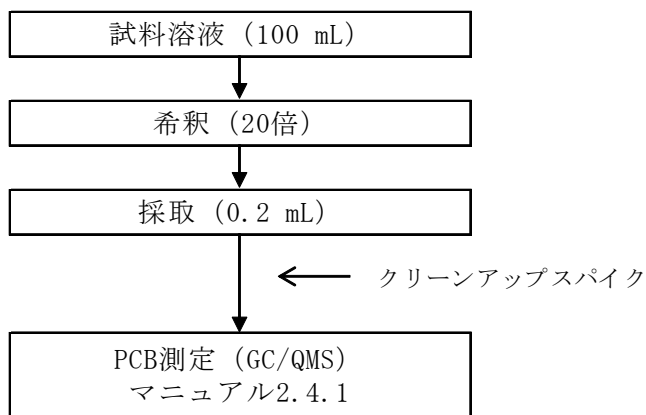 試料溶液 (100 mL)
希釈 (20倍)
採取 (0.2 mL)
クリーンアップスパイク
PCB測定 (GC/QMS)
マニュアル2.4.1